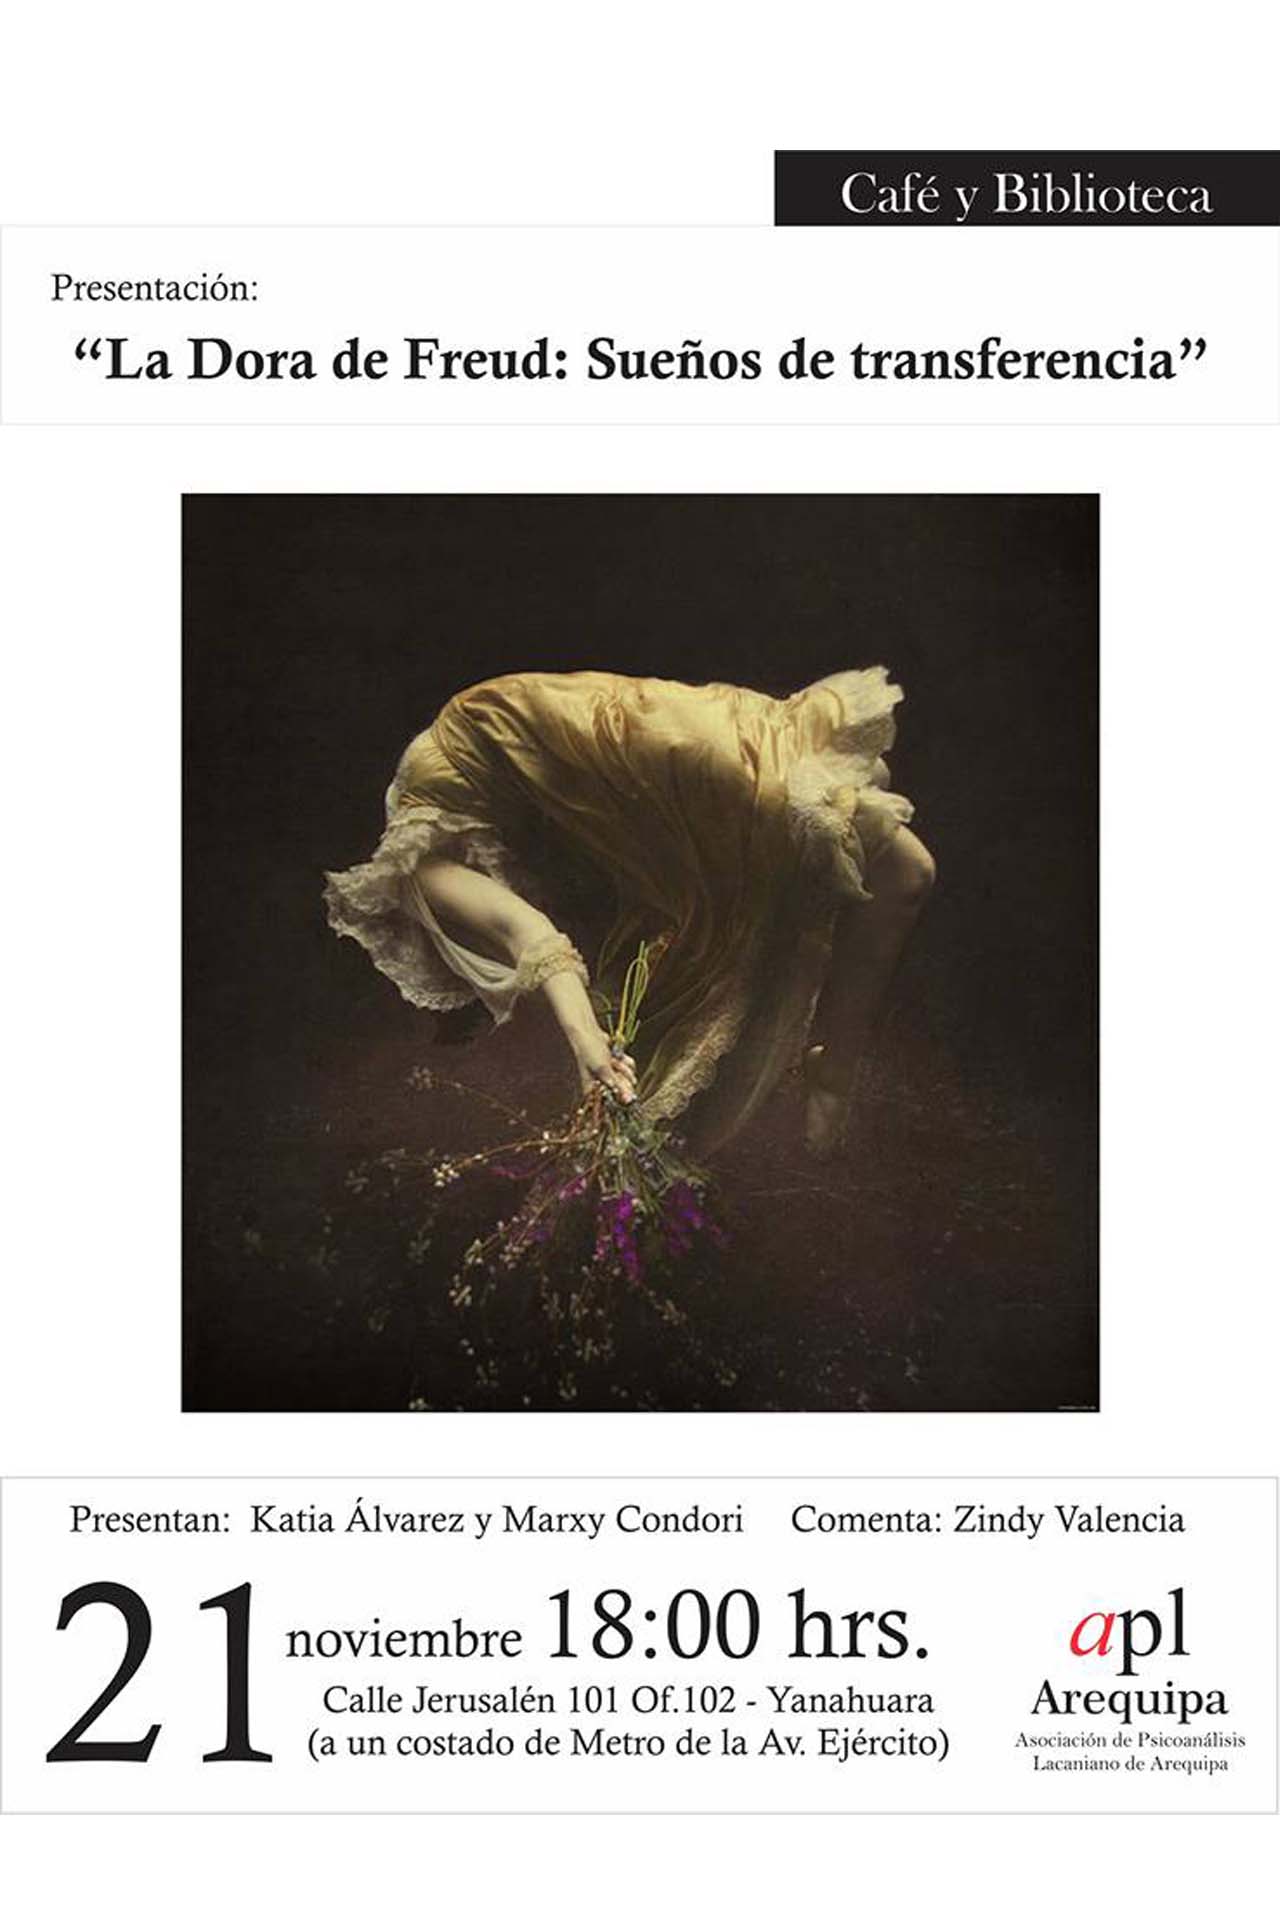 Café y Biblioteca
Presentación:
“La Dora de Freud: Sueños de transferencia”
Presentan: Katia Álvarez y Marxy Condori Comenta: Zindy Valencia
21 noviembre 18:00 hrs.
Calle Jerusalén 101 Of.102 - Yanahuara
(a un costado de Metro de la Av. Ejército)
apl
Arequipa
Asociación de Psicoanálisis
Lacaniano de Arequipa